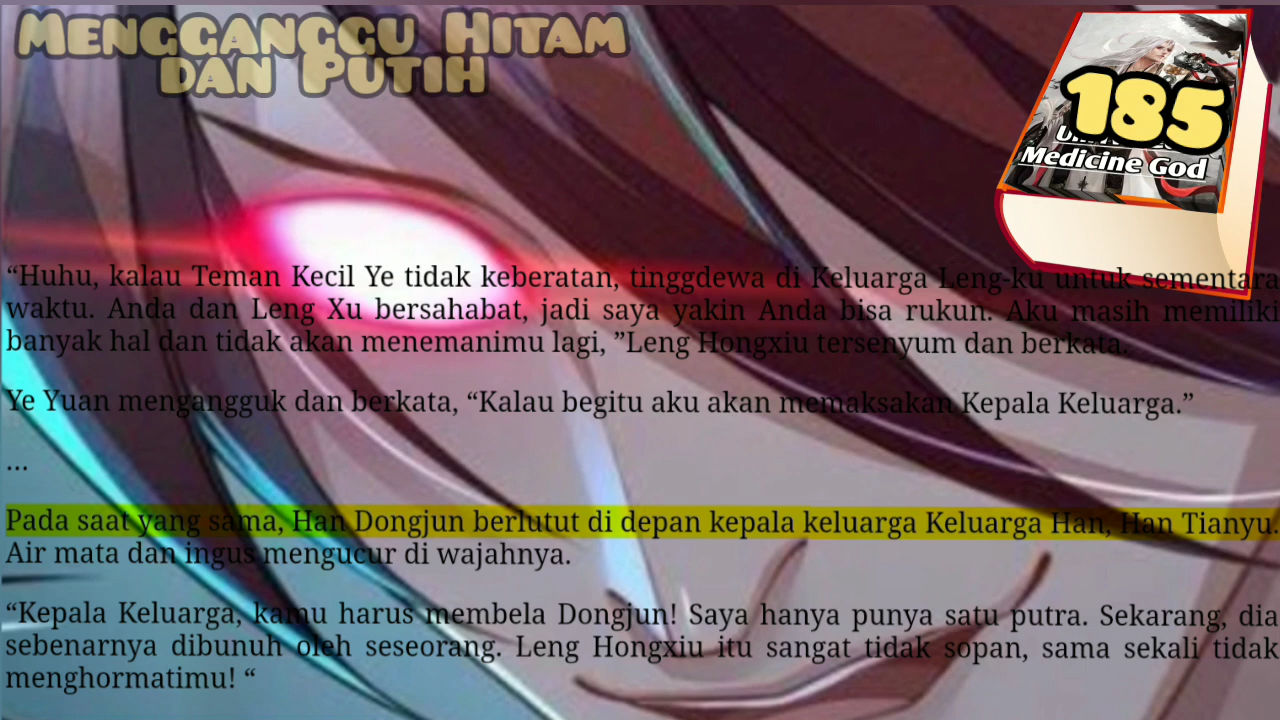 Mengganggu Hitam
dan Putih
185
Medicine God
“Huhu, kalau Teman Kecil Ye tidak keberatan, tinggdewa di Keluarga Leng-ku untuk sementara
waktu. Anda dan Leng Xu bersahabat, jadi saya yakin Anda bisa rukun. Aku masih memiliki
banyak hal dan tidak akan menemanimu lagi, ”Leng Hongxiu tersenyum dan berkata.
Ye Yuan mengangguk dan berkata, “Kalau begitu aku akan memaksakan Kepala Keluarga.”
...
Pada saat yang sama, Han Dongjun berlutut di depan kepala keluarga Keluarga Han, Han Tianyu.
Air mata dan ingus mengucur di wajahnya.
“Kepala Keluarga, kamu harus membela Dongjun! Saya hanya punya satu putra. Sekarang, dia
sebenarnya dibunuh oleh seseorang. Leng Hongxiu itu sangat tidak sopan, sama sekali tidak
menghormatimu! “